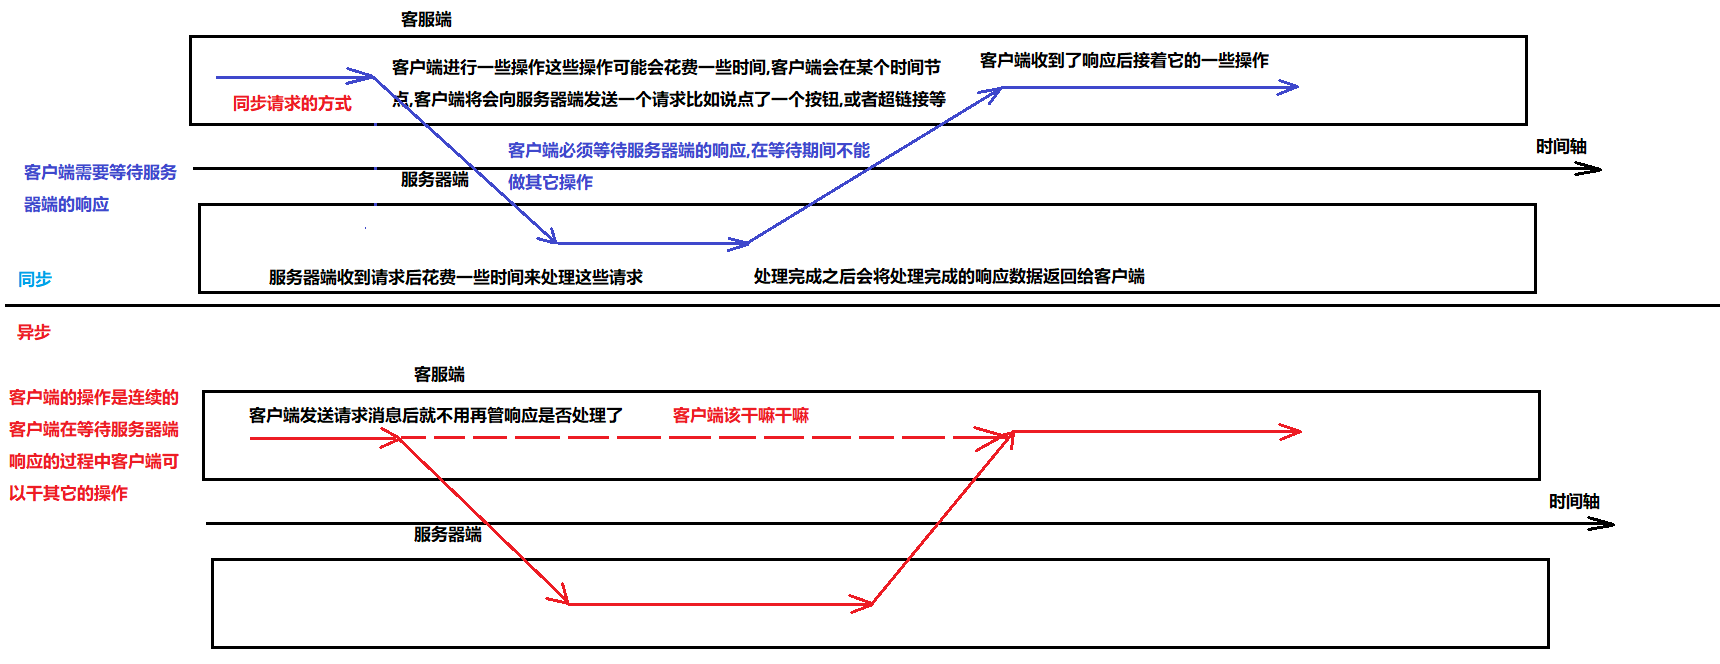 客服端
客户端进行一些操作这些操作可能会花费一些时间,客户端会在某个时间节
点,客户端将会向服务器端发送一个请求比如说点了一个按钮,或者超链接等
客户端收到了响应后接着它的一些操作
同步请求的方式
时间轴
客户端必须等待服务器端的响应,在等待期间不能
做其它操作
客户端需要等待服务
器端的响应
服务器端
同步
服务器端收到请求后花费一些时间来处理这些请求
处理完成之后会将处理完成的响应数据返回给客户端
异步
客服端
客户端的操作是连续的
客户端在等待服务器端
响应的过程中客户端可
以干其它的操作
客户端发送请求消息后就不用再管响应是否处理了
客户端该干嘛干嘛
时间轴
服务器端